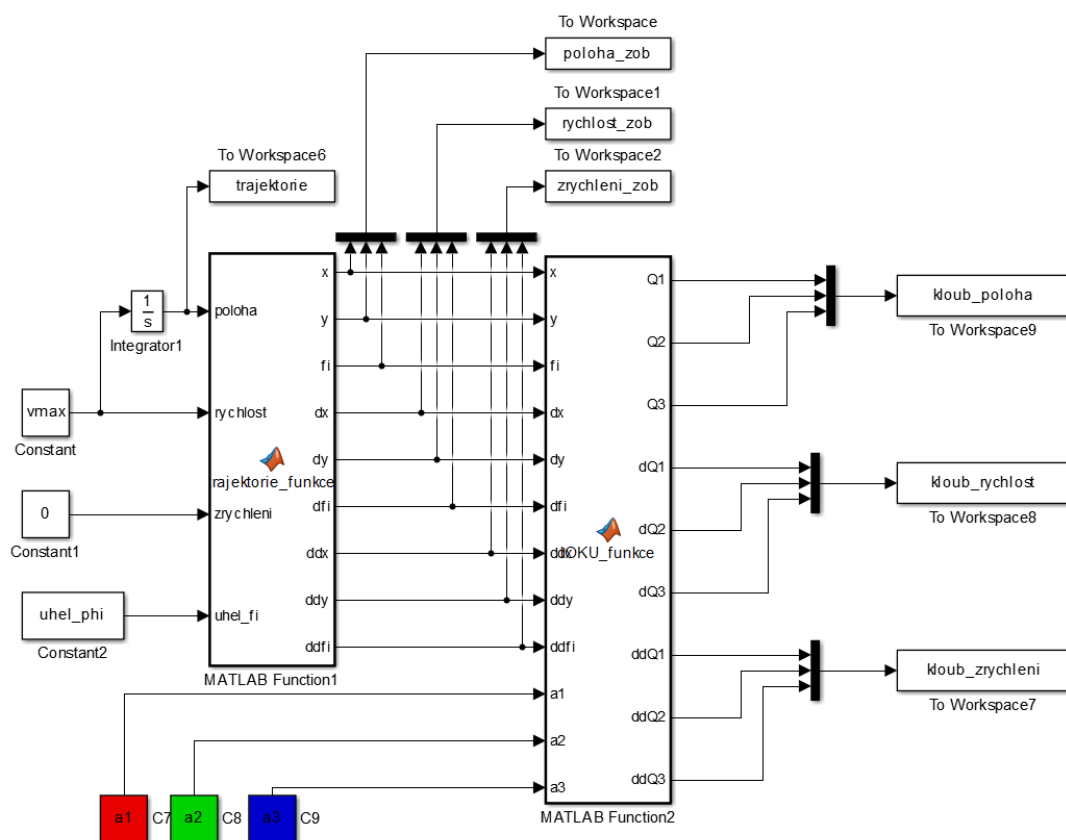 To Workspace
poloha_zob
To Workspace1
rychlost_zob
To Workspace2
zrychleni_zob
To Workspace6
trajektorie
1
s
Integrator1
vmax
Constant
0
Constant1
uhel_phi
Constant2
poloha
rychlost
zrychleni
uhel_fi
rajektorie_funkce
x
y
fi
dx
dy
dfi
ddx
ddy
ddfi
MATLAB Function1
x
y
fi
dx
dy
dfi
ddy
ddfi
a1
a2
a3
OKU_funkce
Q1
Q2
Q3
dQ1
dQ2
dQ3
ddQ1
ddQ2
ddQ3
MATLAB Function2
kloub_poloha
To Workspace9
kloub_rychlost
To Workspace8
kloub_zrychleni
To Workspace7
a1
C7
a2
C8
a3
C9